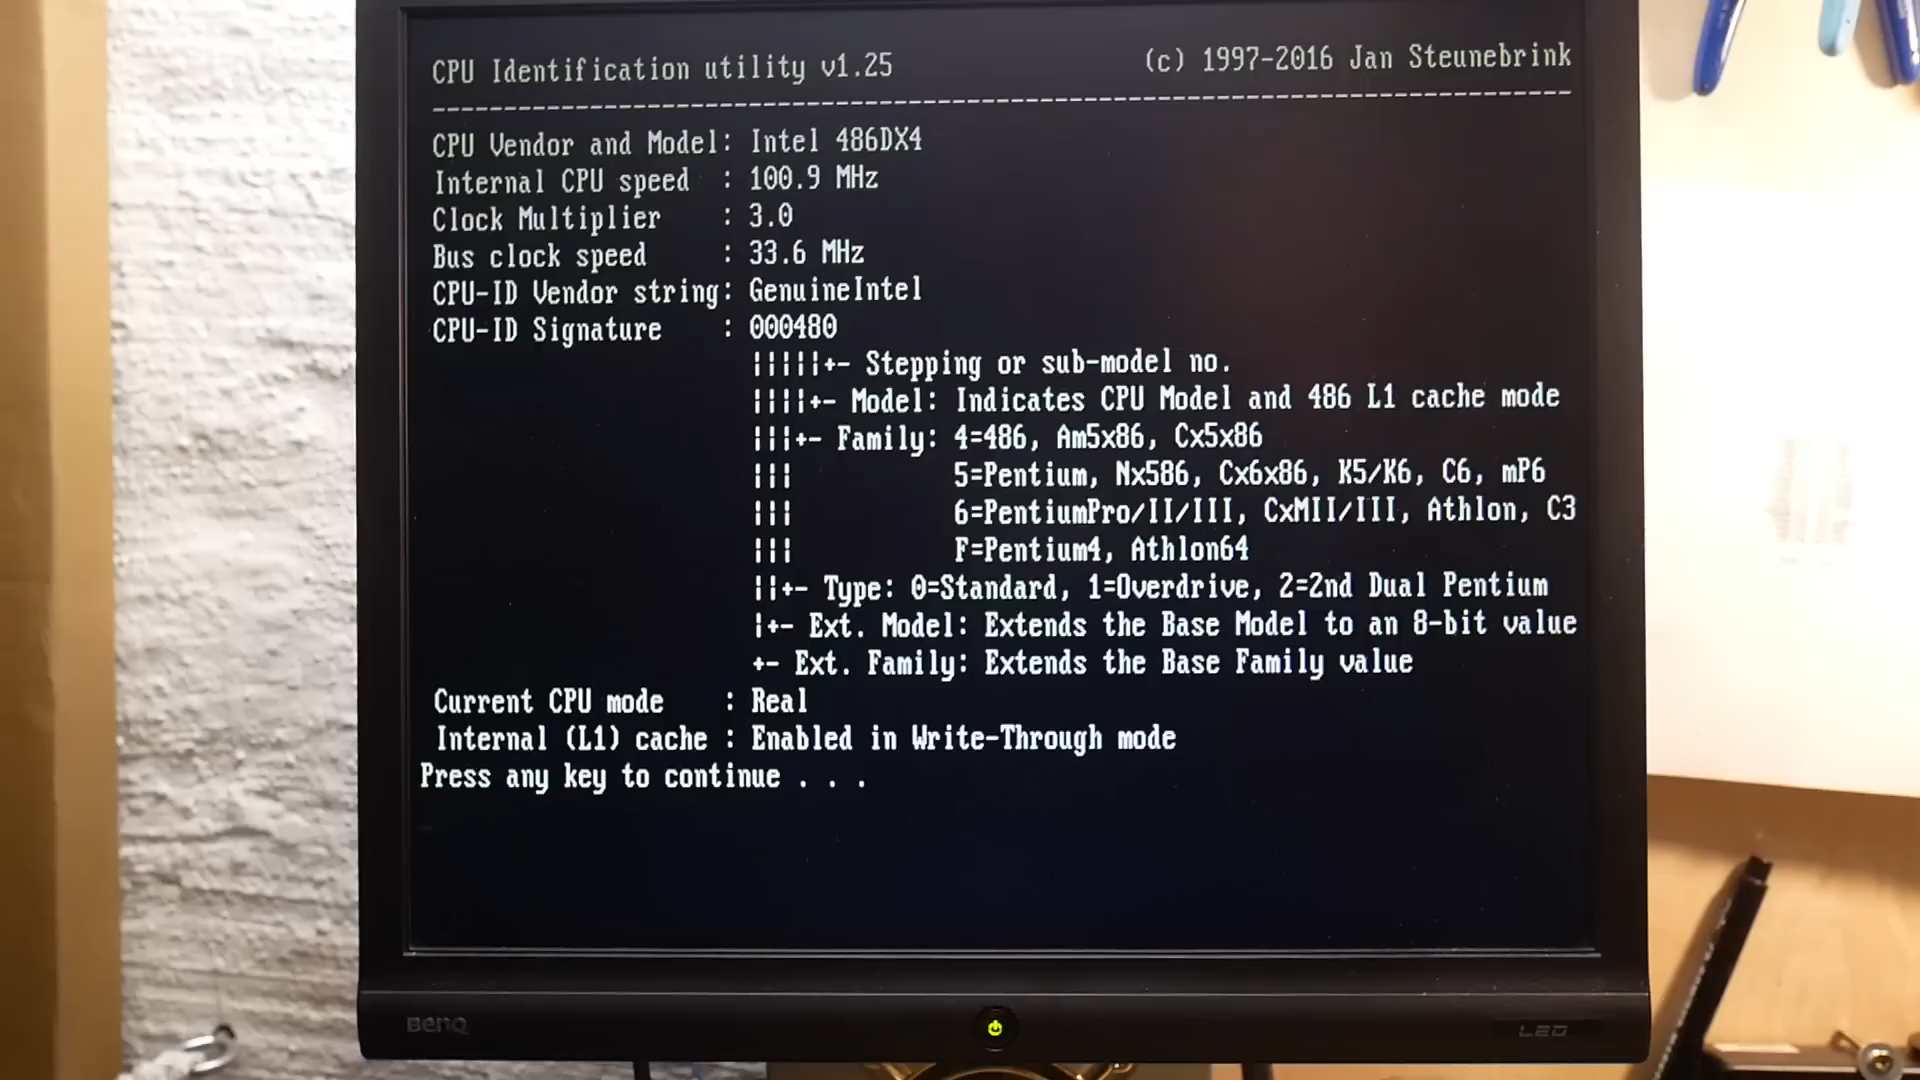 CPU Identification utility v1.25 (c) 1997-2016 Jan Steunebrink
--------------------------------------------------------------------------------
CPU Vendor and Model: Intel 486DX4
Internal CPU speed : 100.9 MHz
Clock Multiplier : 3.0
Bus clock speed : 33.6 MHz
CPU-ID Vendor string: GenuineIntel
CPU-ID Signature : 000480
¦¦¦¦¦+- Stepping or sub-model no.
¦¦¦¦+- Model: Indicates CPU Model and 486 L1 cache mode
¦¦¦+- Family: 4=486, Am5x86, Cx5x86
¦¦¦ 5=Pentium, Nx586, Cx6x86, K5/K6, C6, mP6
¦¦¦ 6=PentiumPro/II/III, CxMII/III, Athlon, C3
¦¦¦ F=Pentium4, Athlon64
¦¦+- Type: 0=Standard, 1=Overdrive, 2=2nd Dual Pentium
¦+- Ext. Model: Extends the Base Model to an 8-bit value
+- Ext. Family: Extends the Base Family value
Current CPU mode : Real
Internal (L1) cache : Enabled in Write-Through mode
Press any key to continue . . .
BenQ
LED